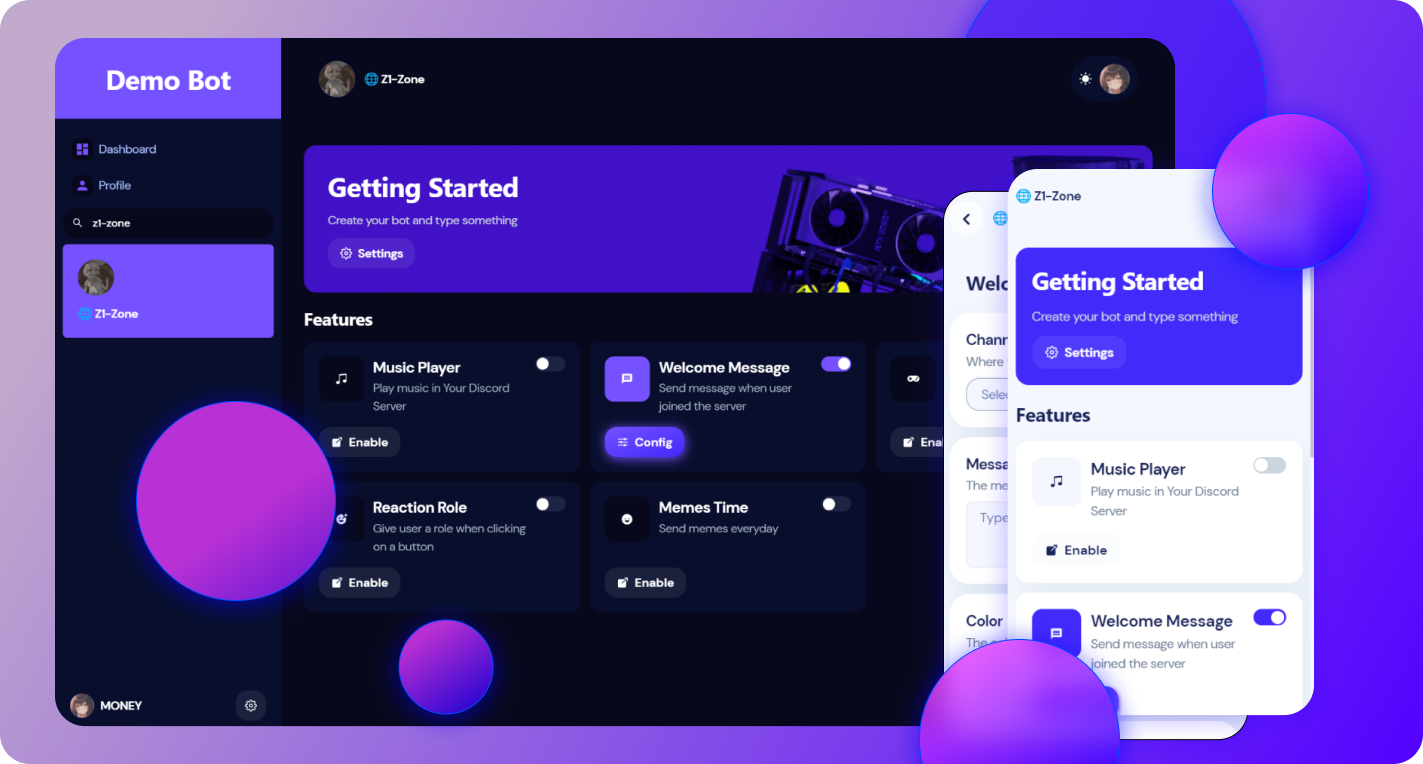 Demo Bot
Dashboard
Profile
z1-zone
Z1-Zone
MONEY
Z1-Zone
Getting Started
Create your bot and type something
Settings
Features
Music Player
Play music in Your Discord
Server
Enable
Welcome Message
Send message when user
joined the server
Config
Ena
Reaction Role
Give user a role when clicking
on a button
Enable
Memes Time
Send memes everyday
Enable
Welc
Chann
Where
Selec
Messa
The me
Type
Color
The
Z1-Zone
Getting Started
Create your bot and type something
Settings
Features
Music Player
Play music in Your Discord
Server
Enable
Welcome Message
Send message when user
joined the server